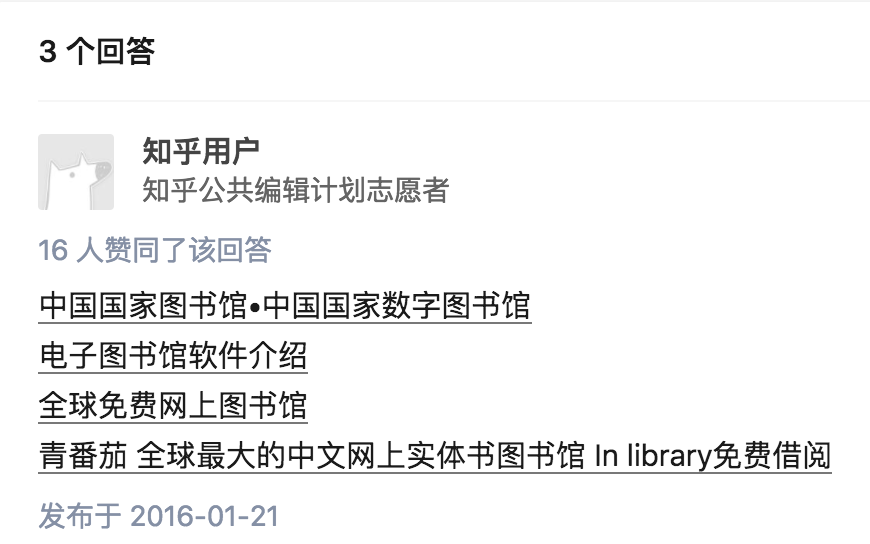 3 个回答
知乎用户
知乎公共编辑计划志愿者
16 人赞同了该回答
中国国家图书馆•中国国家数字图书馆
电子图书馆软件介绍
全球免费网上图书馆
青番茄 全球最大的中文网上实体书图书馆 In library免费借阅
发布于 2016-01-21